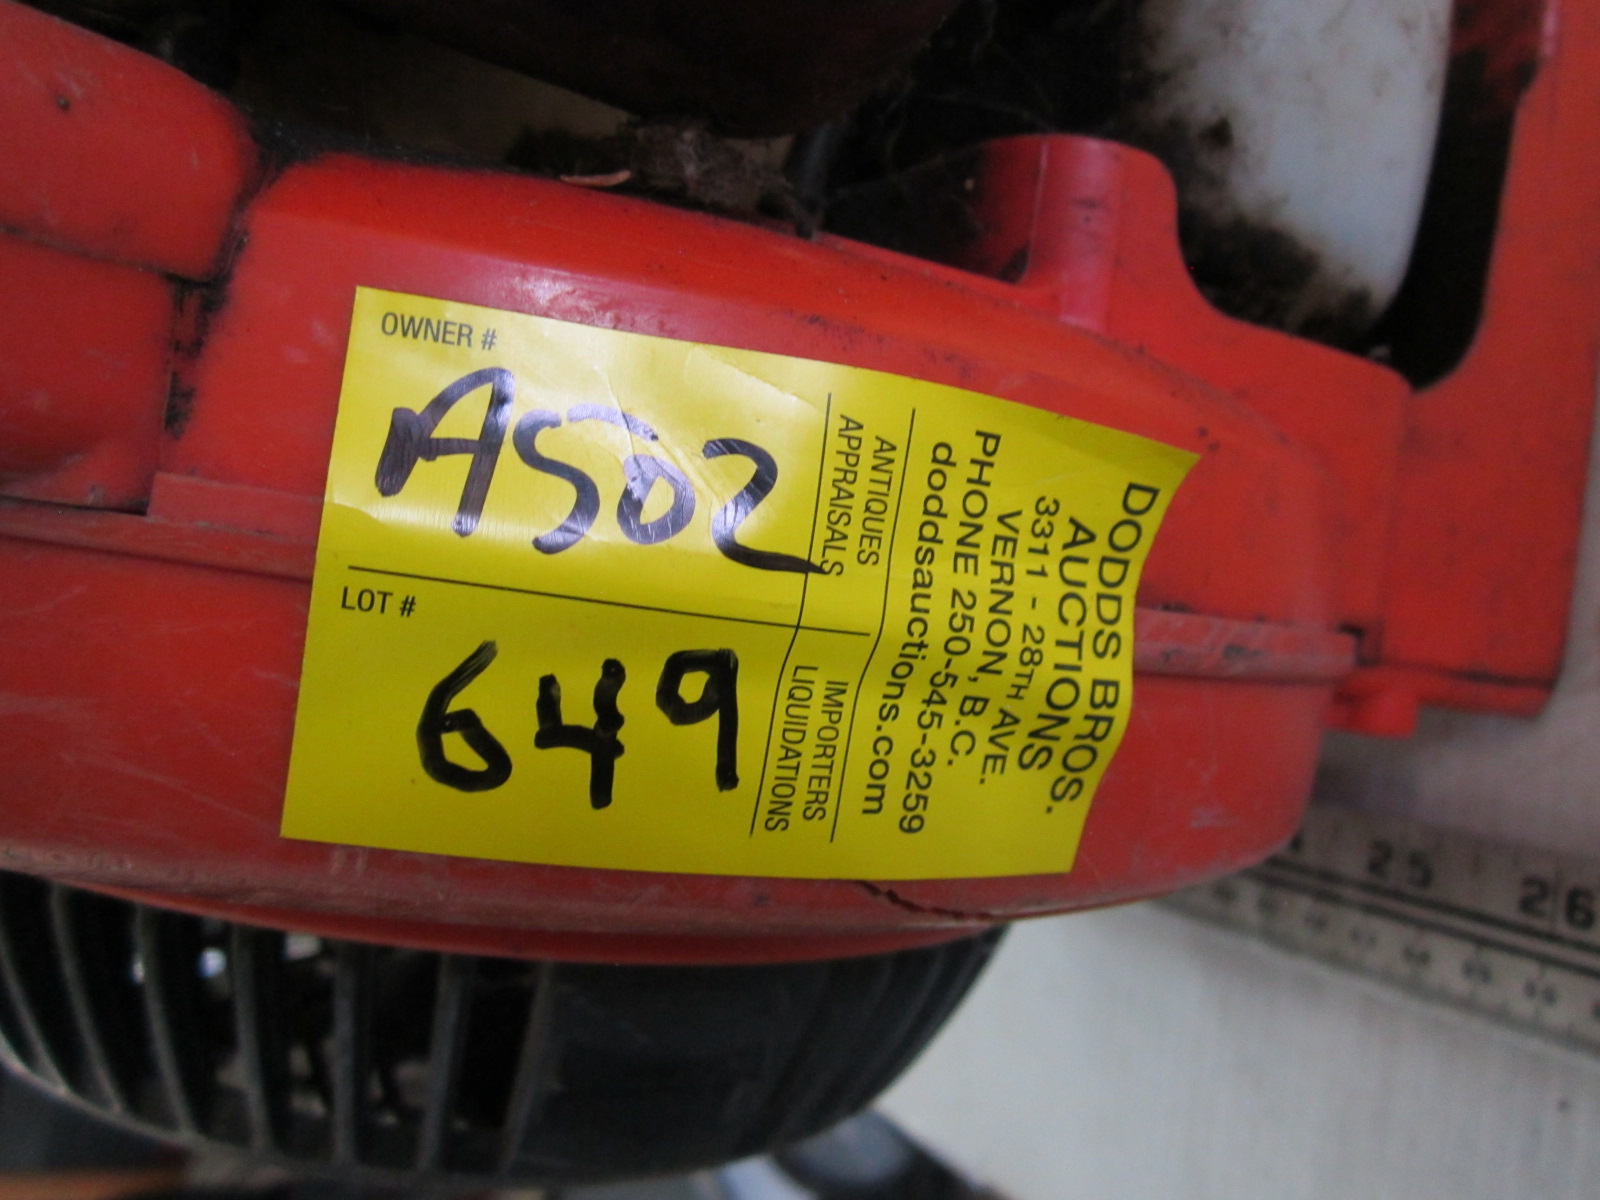 OWNER #
A502
LOT #
649
ANTIQUES
APPRAISALS
IMPORTERS
LIQUIDATIONS
DODDS BROS.
AUCTIONS
3311 - 28TH AVE.
VERNON, B.C.
PHONE 250-545-3259
doddsauctions.com
25
26